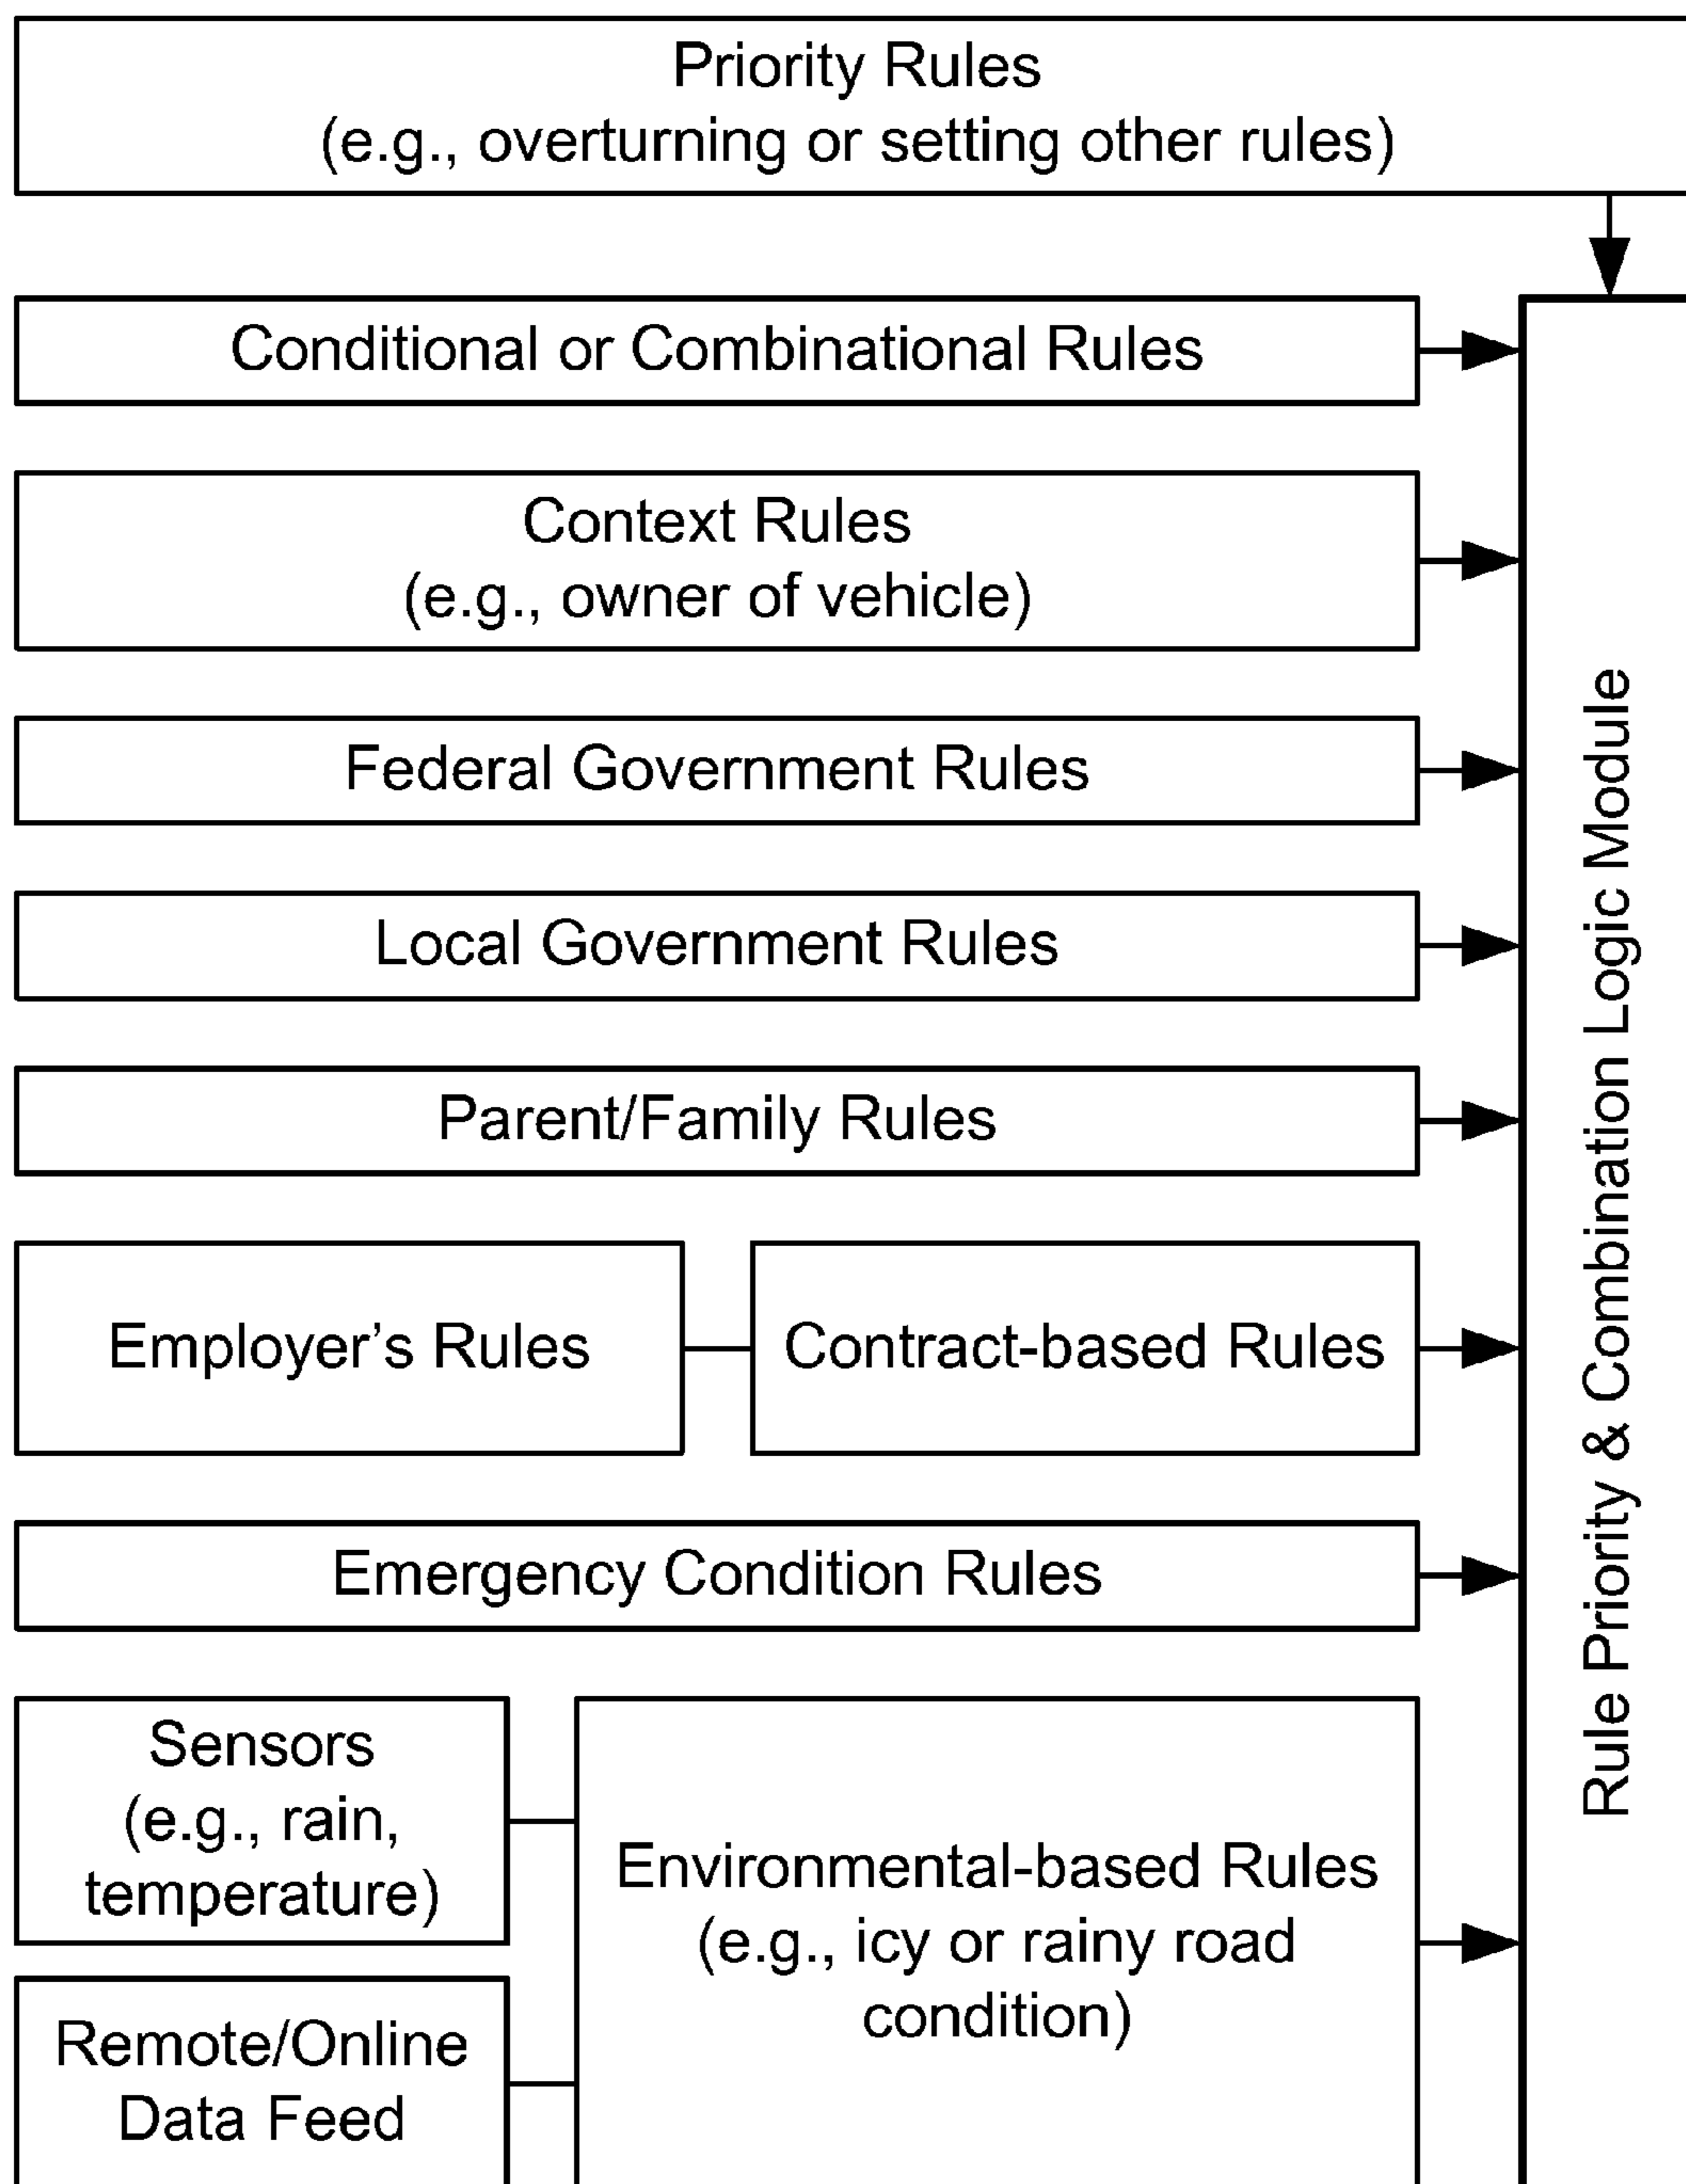 Priority Rules
(e.g., overturning or setting other rules)
Conditional or Combinational Rules
Context Rules
(e.g., owner of vehicle)
Federal Government Rules
Local Government Rules
Parent/Family Rules
Employer’s Rules
Contract-based Rules
Emergency Condition Rules
Sensors
(e.g., rain,
temperature)
Remote/Online
Data Feed
Environmental-based Rules
(e.g., icy or rainy road
condition)
Rule Priority & Combination Logic Module